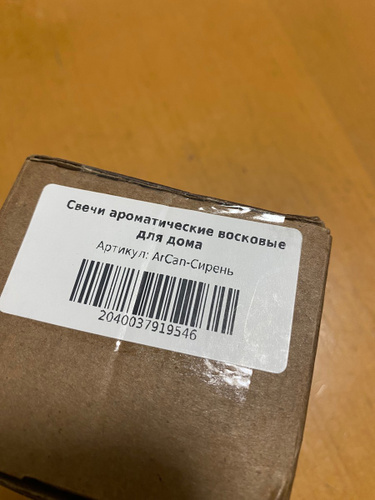 Свечи ароматические восковые
для дома
Артикул: ArCan-Сирень
2040037919546